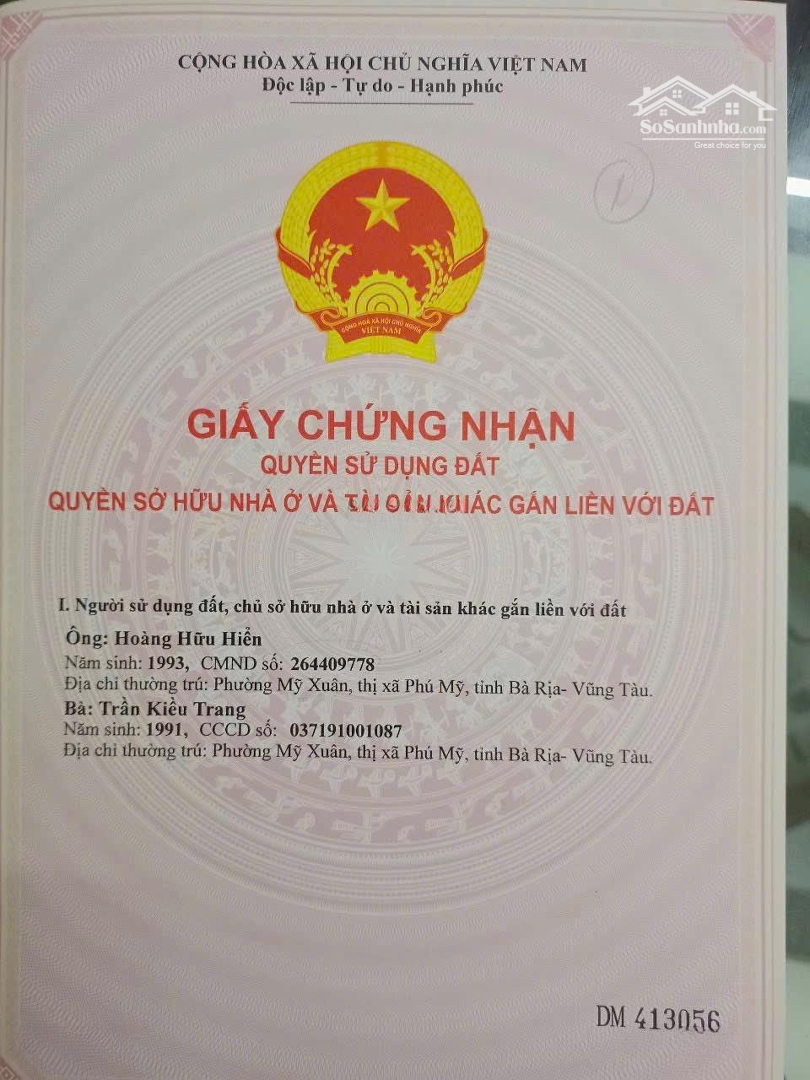 CỘNG HÒA XÃ HỘI CHỦ NGHĨA VIỆT NAM
Độc lập - Tự do - Hạnh phúc
SoSanhnha.com
Great choice for you
1
CỘNG HOÀ XÃ HỘI CHỦ NGHĨA
VIỆT NAM
GIẤY CHỨNG NHẬN
QUYỀN SỬ DỤNG ĐẤT
QUYỀN SỞ HỮU NHÀ Ở VÀ KHÁC GẮN LIỀN VỚI ĐẤT
I. Người sử dụng đất, chủ sở hữu nhà ở và tài sản khác gắn liền với đất
Ông: Hoàng Hữu Hiển
Năm sinh: 1993, CMND số: 264409778
Địa chỉ thường trú: Phường Mỹ Xuân, thị xã Phú Mỹ, tỉnh Bà Rịa- Vũng Tàu.
Bà: Trần Kiều Trang
Năm sinh: 1991, CCCD số: 037191001087
Địa chỉ thường trú: Phường Mỹ Xuân, thị xã Phú Mỹ, tỉnh Bà Rịa- Vũng Tàu.
DM 413056